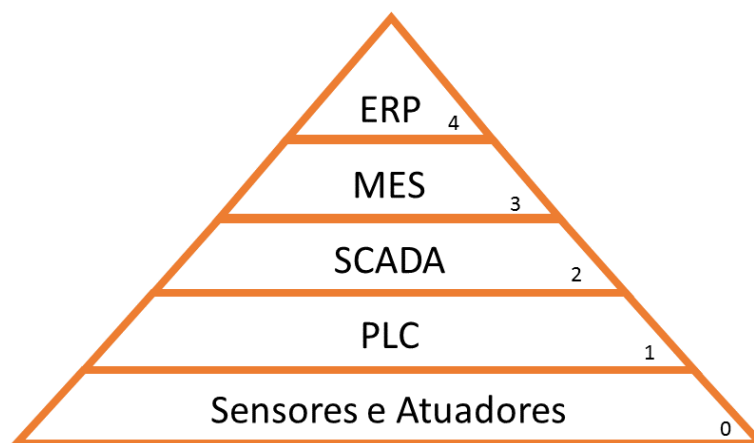 ERP 4
MES 3
SCADA 2
PLC 1
Sensores e Atuadores 0